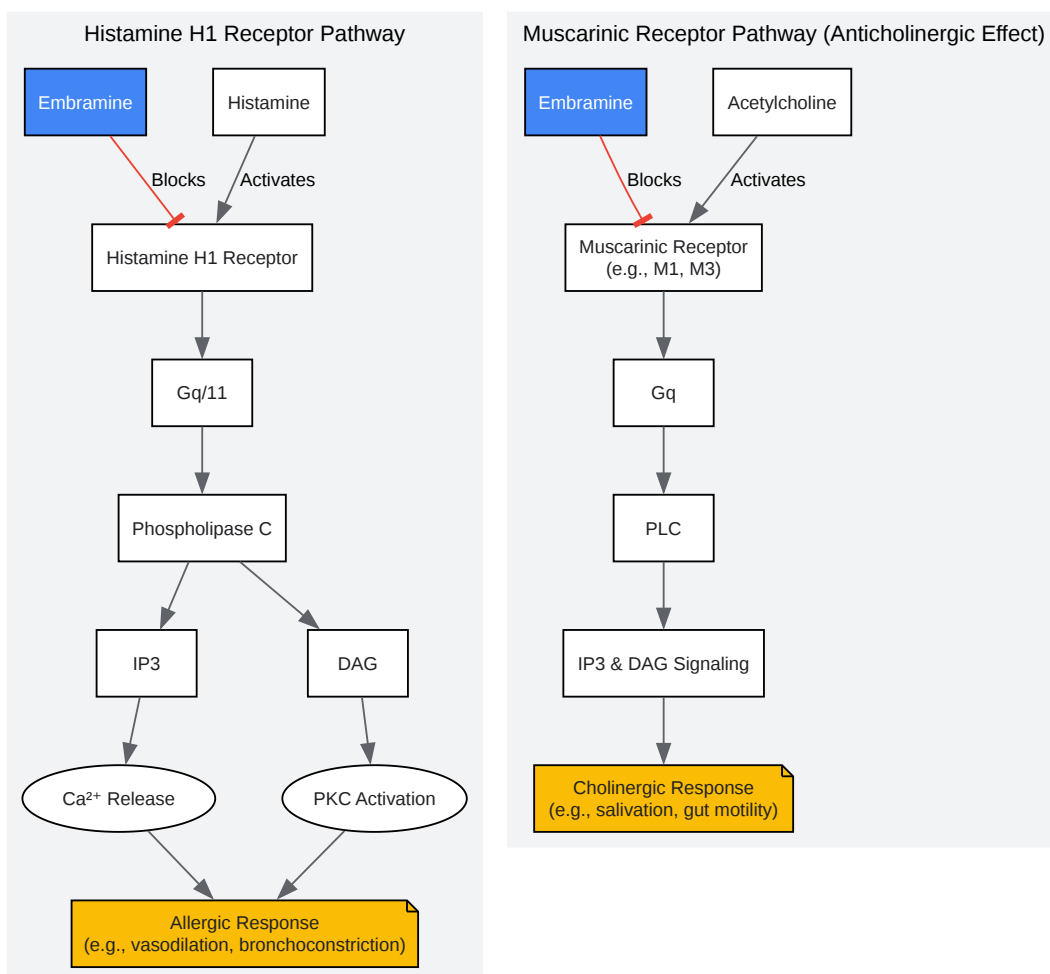 Histamine H1 Receptor Pathway
Embramine
Histamine
Blocks
Activates
Histamine H1 Receptor
Gq/11
Phospholipase C
IP3
DAG
Ca²⁺ Release
PKC Activation
Allergic Response
(e.g., vasodilation, bronchoconstriction)
Muscarinic Receptor Pathway (Anticholinergic Effect)
Embramine
Acetylcholine
Blocks
Activates
Muscarinic Receptor
(e.g., M1, M3)
Gq
PLC
IP3 & DAG Signaling
Cholinergic Response
(e.g., salivation, gut motility)